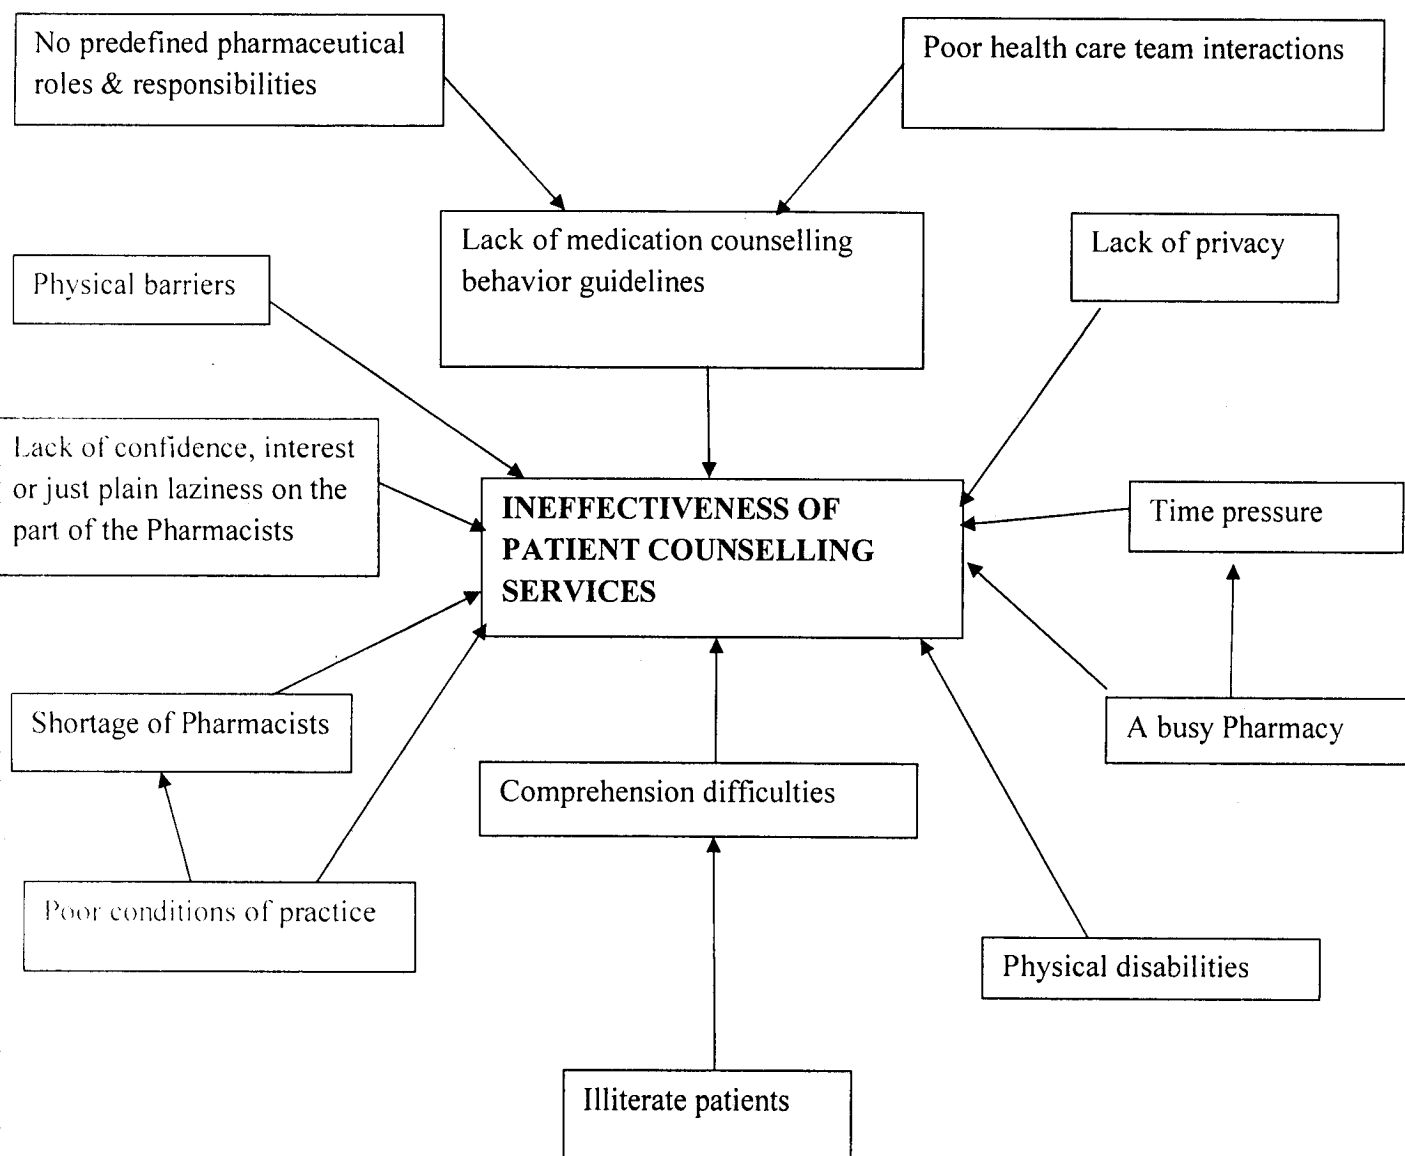 No predefined pharmaceutical
roles & responsibilities
Poor health care team interactions
Lack of medication counselling
behavior guidelines
Lack of privacy
Physical barriers
Lack of confidence, interest
or just plain laziness on the
part of the Pharmacists
INEFFECTIVENESS OF
PATIENT COUNSELLING
SERVICES
Time pressure
Shortage of Pharmacists
A busy Pharmacy
Comprehension difficulties
Poor conditions of practice
Physical disabilities
Illiterate patients